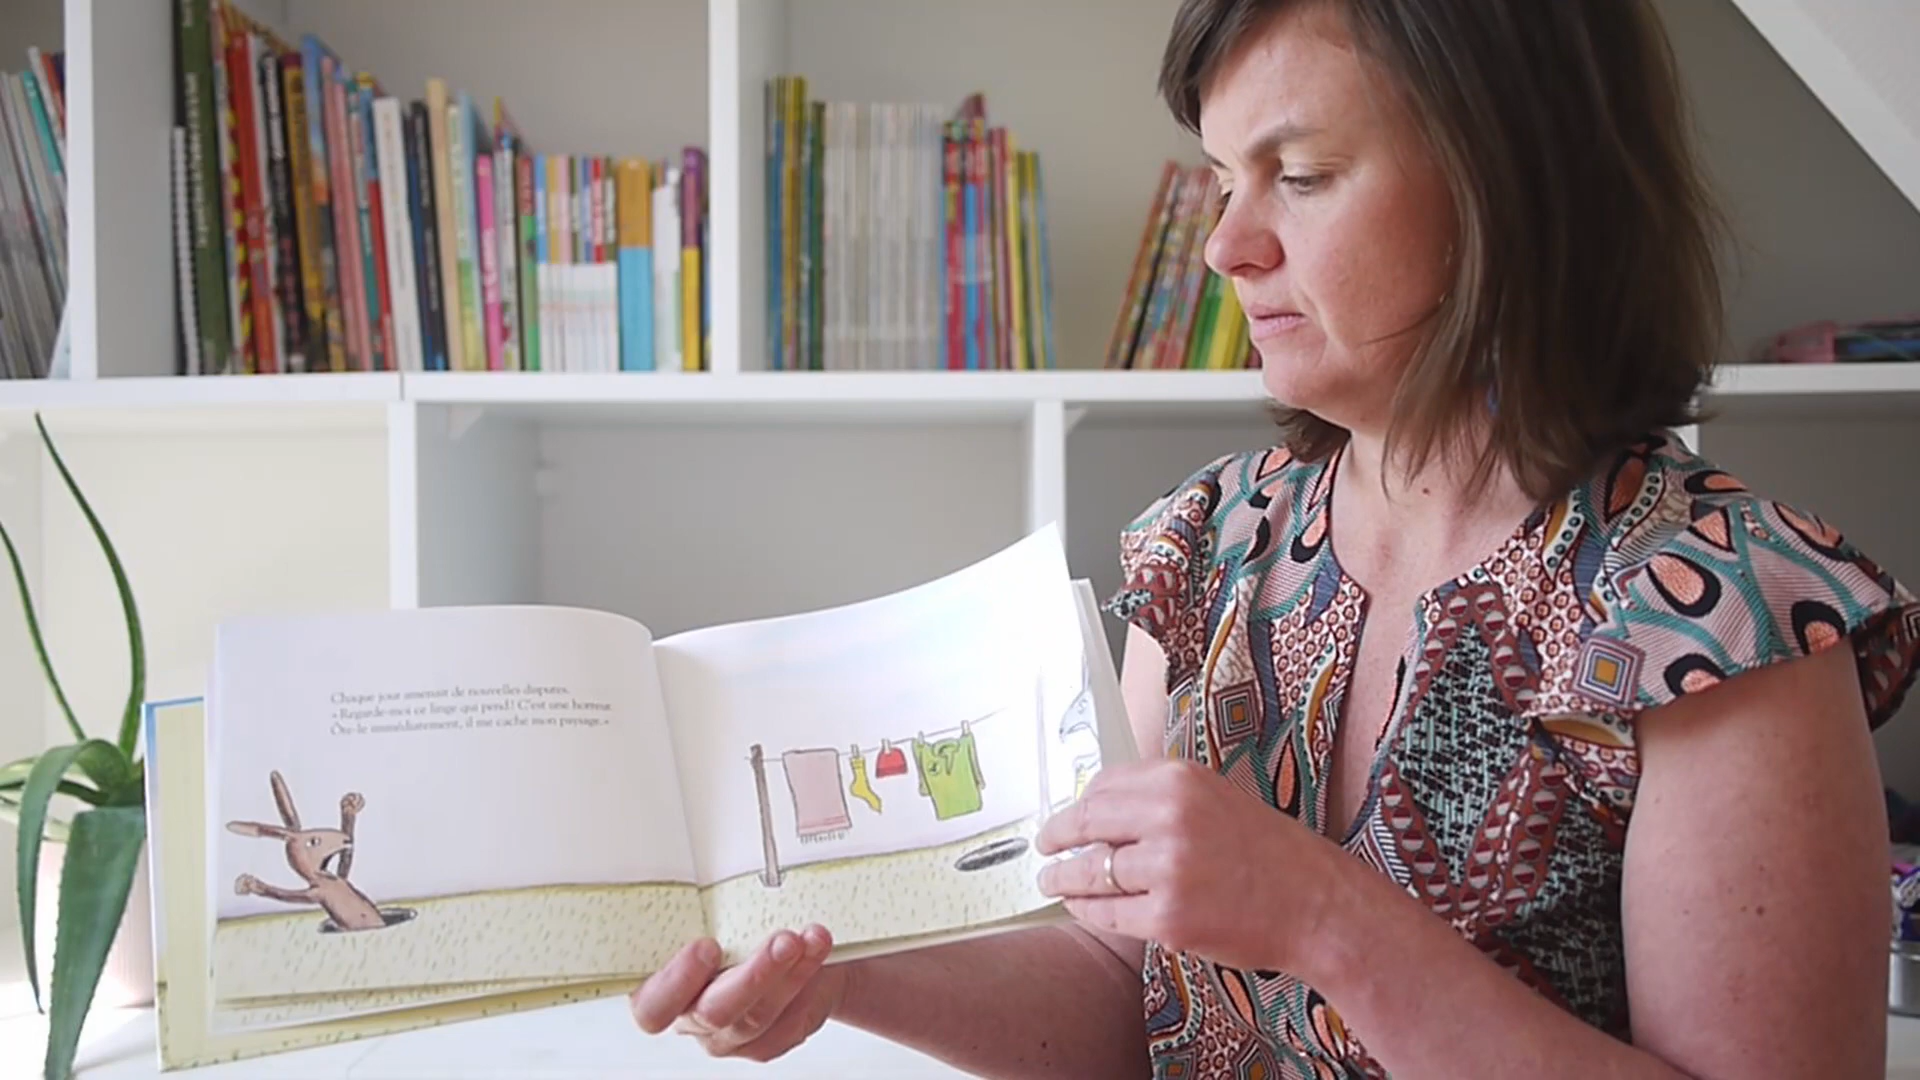 Chaque jour amenait de nouvelles disputes.
« Regarde-moi ce linge qui pend! C'est une horreur.
Ôte-le immédiatement, il me cache mon paysage. »